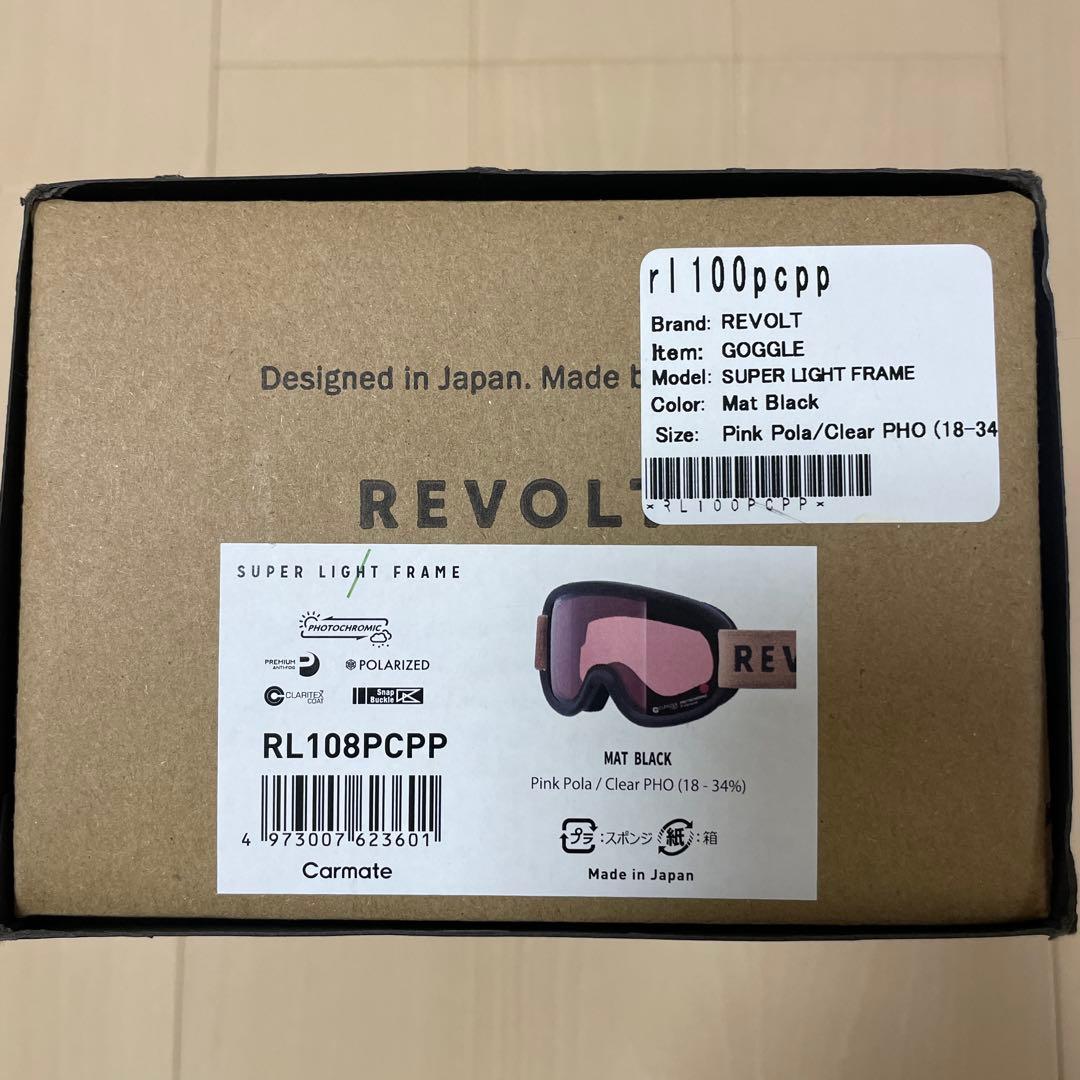 rl100pcpp
Brand: REVOLT
Item: GOGGLE
Model: SUPER LIGHT FRAME
Color: Mat Black
Size: Pink Pola/Clear PHO (18-34
*RL100PCPP*
Designed in Japan. Made
REVOLT
SUPER LIGHT FRAME
PHOTOCHROMIC
PREMIUM ANTI-FOG
POLARIZED
CLARITEX COAT
Snap Buckle
RL108PCPP
4 973007 623601
Carmate
REV
MAT BLACK
Pink Pola / Clear PHO (18 - 34%)
プラ:スポンジ 紙:箱
Made in Japan